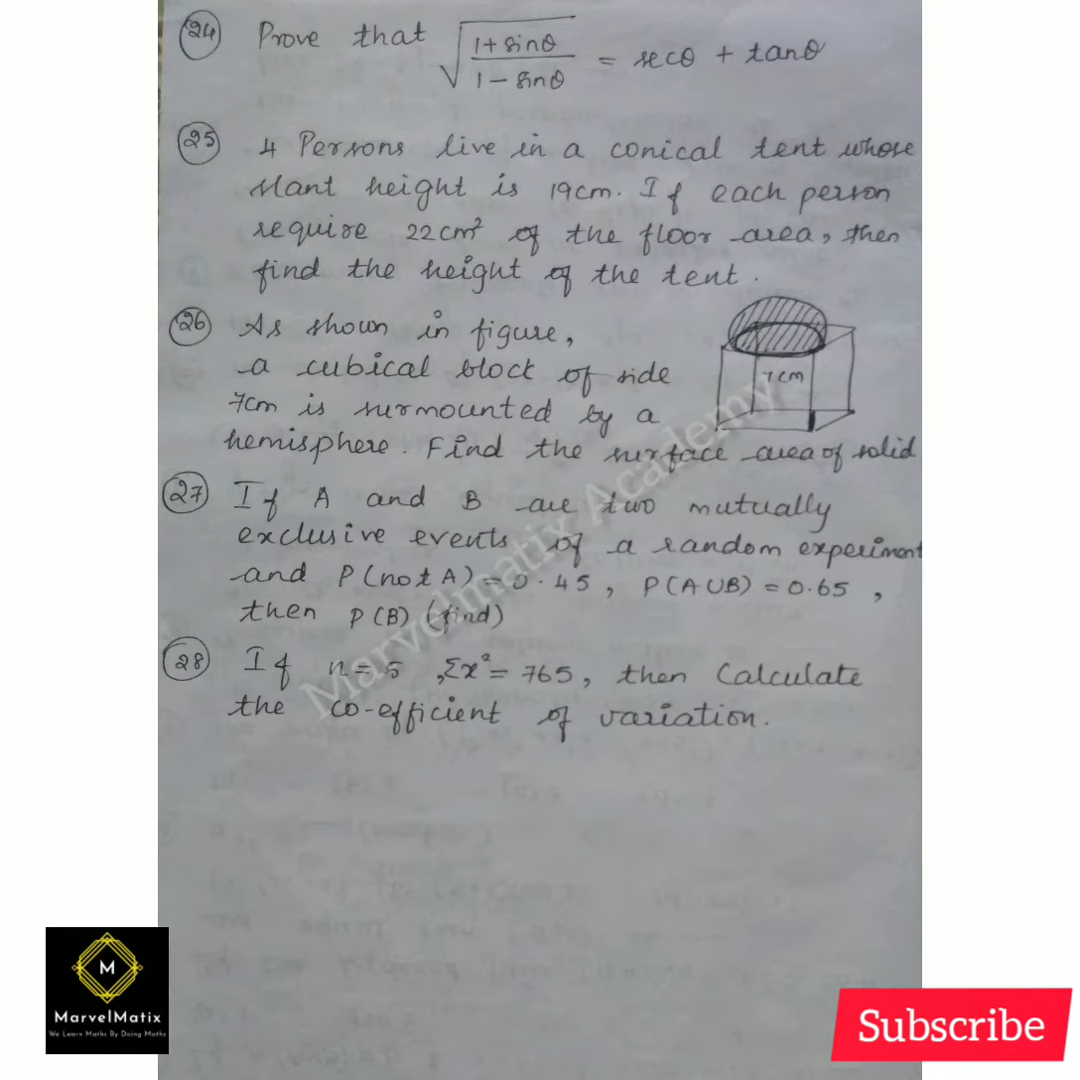 24 Prove that √(1+sinθ / 1-sinθ) = secθ + tanθ
25 4 Persons live in a conical tent whose
slant height is 19cm. If each person
require 22cm² of the floor area, then
find the height of the tent.
26 As shown in figure,
a cubical block of side
7cm is surmounted by a
hemisphere. Find the surface area of solid
7cm
27 If A and B are two mutually
exclusive events of a random experiment
and P(not A) = 0.45, P(A∪B) = 0.65,
then P(B) (find)
28 If n = 5, Σx² = 765, then Calculate
the co-efficient of variation.
Marvelmatix Academy
M
MarvelMatix
We Learn Maths By Doing Maths
Subscribe